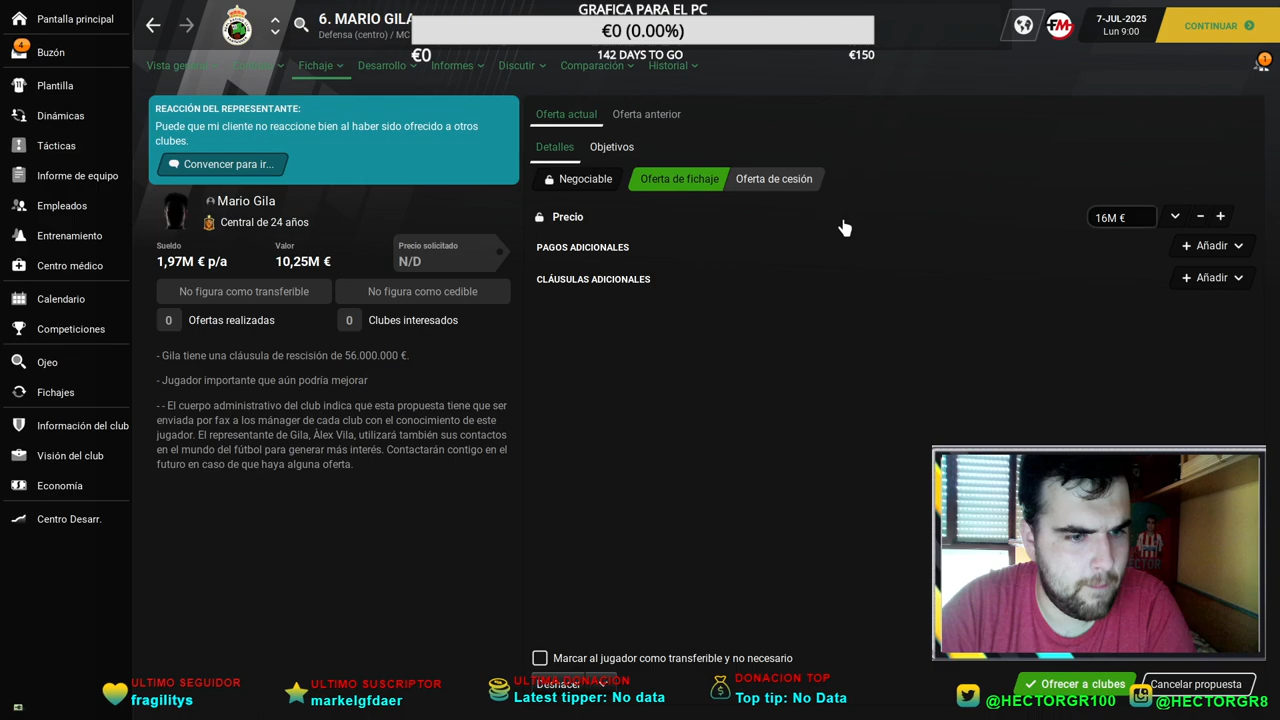 Pantalla principal
4
Buzón
Plantilla
Dinámicas
Tácticas
Informe de equipo
Empleados
Entrenamiento
Centro médico
Calendario
Competiciones
Ojeo
Fichajes
Información del club
Visión del club
Economía
Centro Desarr.
6. MARIO GILA
Defensa (centro) / MC
GRAFICA PARA EL PC
€0 (0.00%)
€0
142 DAYS TO GO
€150
FM
7-JUL-2025
Lun 9:00
CONTINUAR
1
Fichaje
Desarrollo
Informes
Discutir
Comparación
Historial
REACCIÓN DEL REPRESENTANTE:
Puede que mi cliente no reaccione bien al haber sido ofrecido a otros
clubes.
Convencer para ir...
Mario Gila
Central de 24 años
Sueldo
1,97M € p/a
Valor
10,25M €
Precio solicitado
N/D
No figura como transferible
No figura como cedible
0 Ofertas realizadas
0 Clubes interesados
- Gila tiene una cláusula de rescisión de 56.000.000 €.
- Jugador importante que aún podría mejorar
- - El cuerpo administrativo del club indica que esta propuesta tiene que ser
enviada por fax a los mánager de cada club con el conocimiento de este
jugador. El representante de Gila, Àlex Vila, utilizará también sus contactos
en el mundo del fútbol para generar más interés. Contactarán contigo en el
futuro en caso de que haya alguna oferta.
Oferta actual
Oferta anterior
Detalles
Objetivos
Negociable
Oferta de fichaje
Oferta de cesión
Precio
16M €
PAGOS ADICIONALES
Añadir
CLÁUSULAS ADICIONALES
Añadir
HECTOR
Marcar al jugador como transferible y no necesario
Deshacer
Ofrecer a clubes
Cancelar propuesta
ULTIMO SEGUIDOR
fragilitys
ULTIMO SUSCRIPTOR
markelgfdaer
ULTIMA DONACION
Latest tipper: No data
DONACION TOP
Top tip: No Data
@HECTORGR100
@HECTORGR8